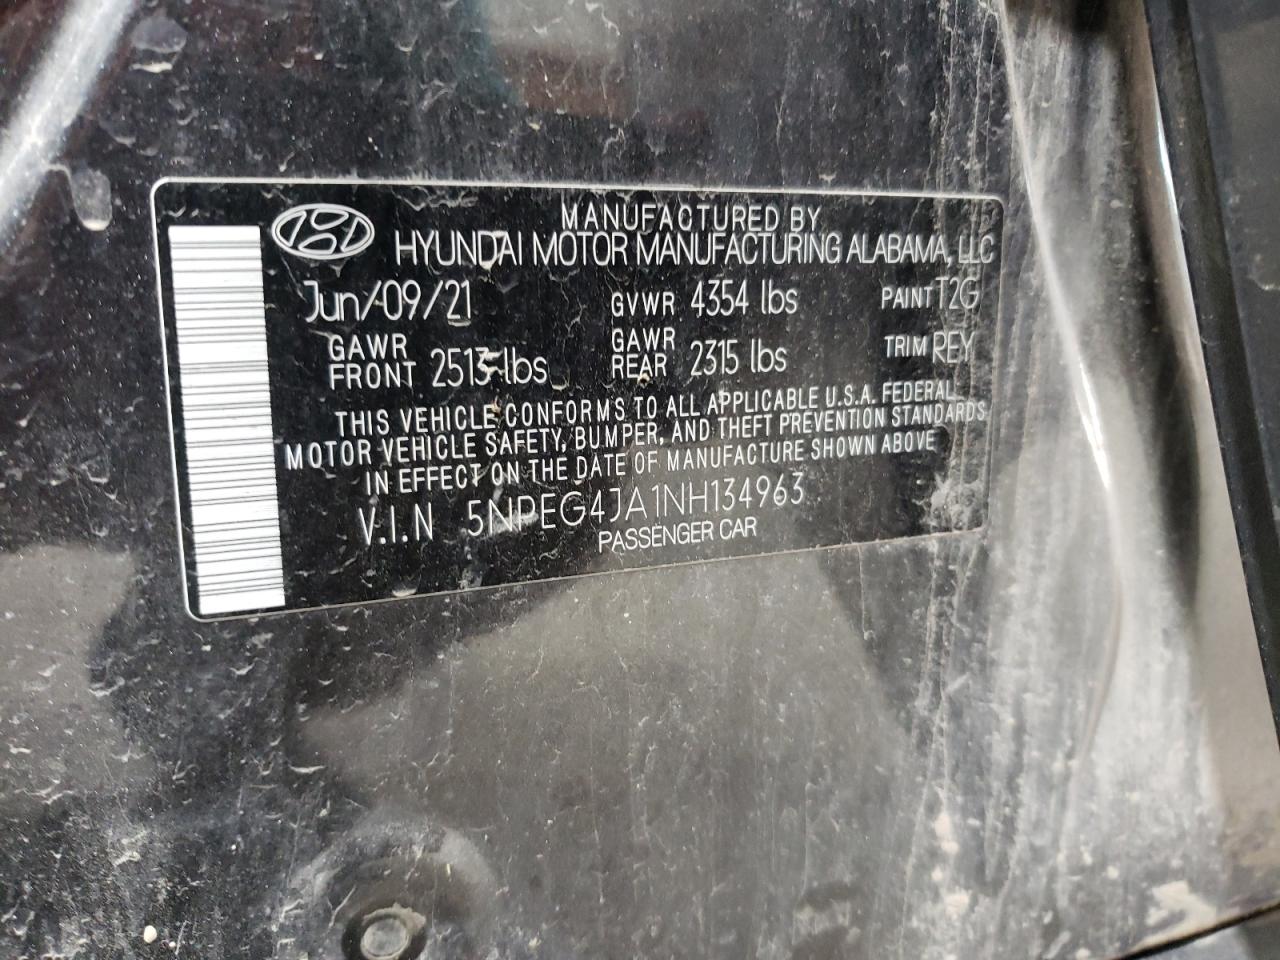 MANUFACTURED BY
HYUNDAI MOTOR MANUFACTURING ALABAMA, LLC
Jun/09/21 GVWR 4354 lbs PAINT T2G
GAWR FRONT 2513 lbs GAWR REAR 2315 lbs TRIM REY
THIS VEHICLE CONFORMS TO ALL APPLICABLE U.S.A. FEDERAL
MOTOR VEHICLE SAFETY, BUMPER, AND THEFT PREVENTION STANDARDS
IN EFFECT ON THE DATE OF MANUFACTURE SHOWN ABOVE
V.I.N 5NPEG4JA1NH134963
PASSENGER CAR